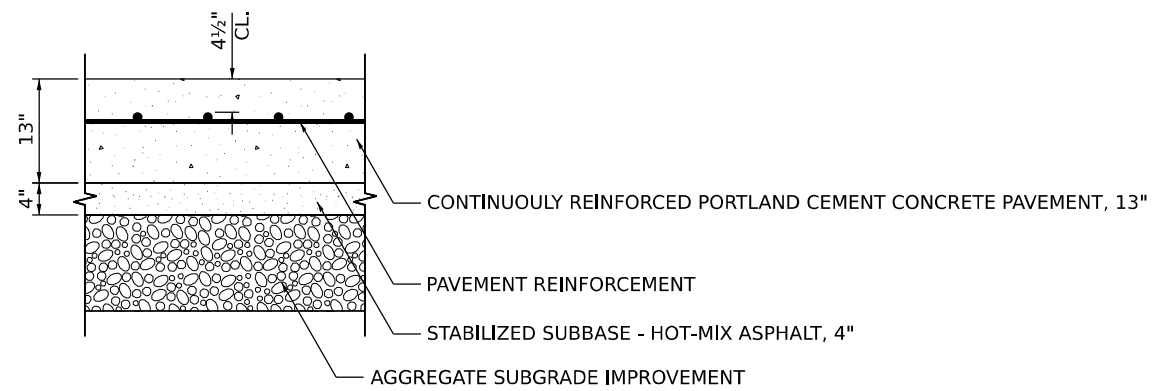 4½"
CL.
13"
4"
CONTINUOULY REINFORCED PORTLAND CEMENT CONCRETE PAVEMENT, 13"
PAVEMENT REINFORCEMENT
STABILIZED SUBBASE - HOT-MIX ASPHALT, 4"
AGGREGATE SUBGRADE IMPROVEMENT